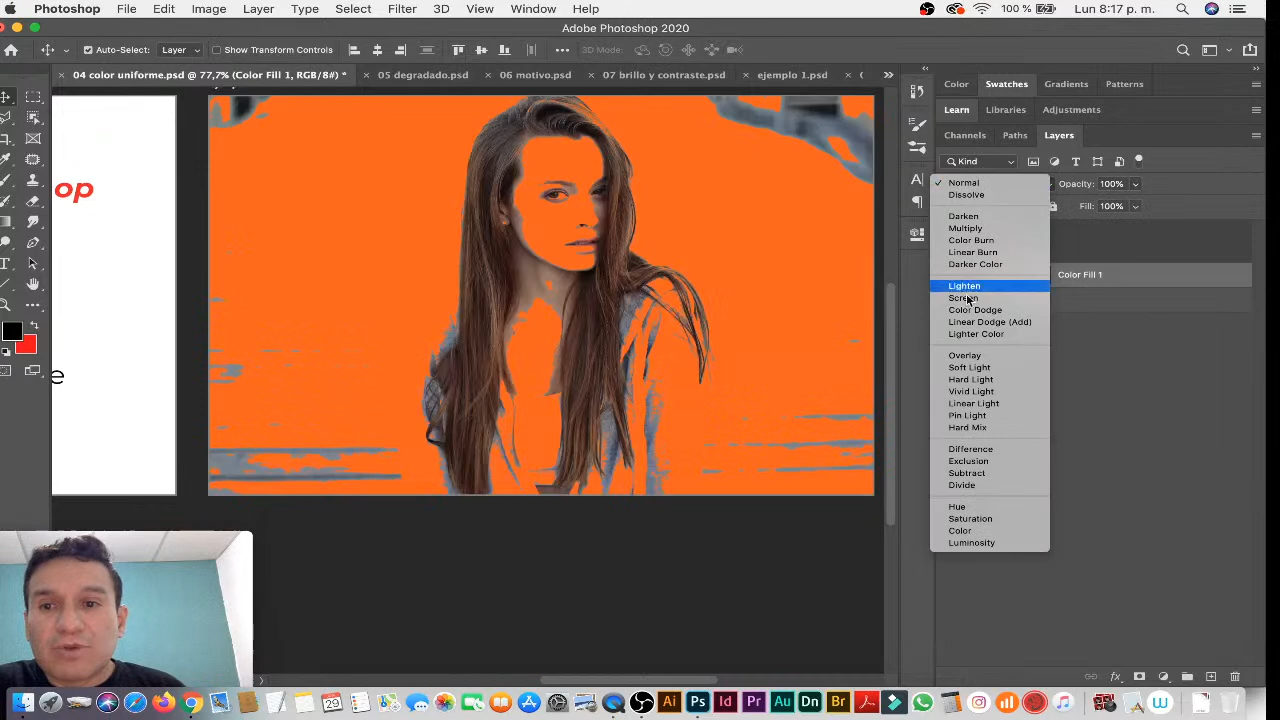 Photoshop File Edit Image Layer Type Select Filter 3D View Window Help 100 % Lun 8:17 p. m.
Adobe Photoshop 2020
Auto-Select: Layer Show Transform Controls 3D Mode:
04 color uniforme.psd @ 77,7% (Color Fill 1, RGB/8#) * 05 degradado.psd 06 motivo.psd 07 brillo y contraste.psd ejemplo 1.psd
Color Swatches Gradients Patterns
Learn Libraries Adjustments
Channels Paths Layers
Kind
Opacity: 100%
Fill: 100%
Color Fill 1
Normal
Dissolve
Darken
Multiply
Color Burn
Linear Burn
Darker Color
Lighten
Screen
Color Dodge
Linear Dodge (Add)
Lighter Color
Overlay
Soft Light
Hard Light
Vivid Light
Linear Light
Pin Light
Hard Mix
Difference
Exclusion
Subtract
Divide
Hue
Saturation
Color
Luminosity
op
e
29
Ai Ps Id Pr Au Dn Br